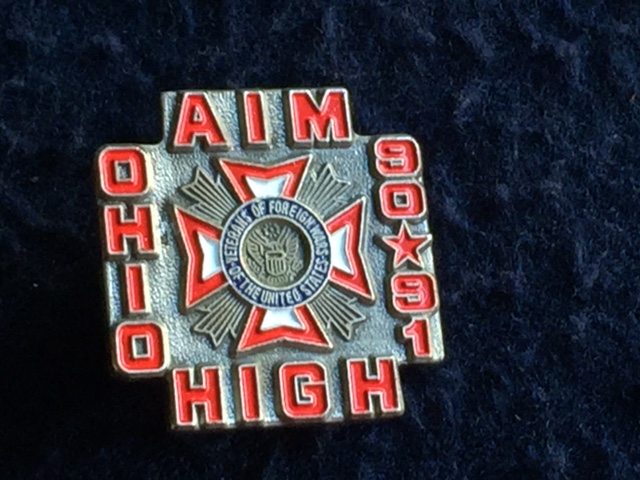 AIM
OHIO
90★91
VETERANS OF FOREIGN WARS
OF THE UNITED STATES
HIGH